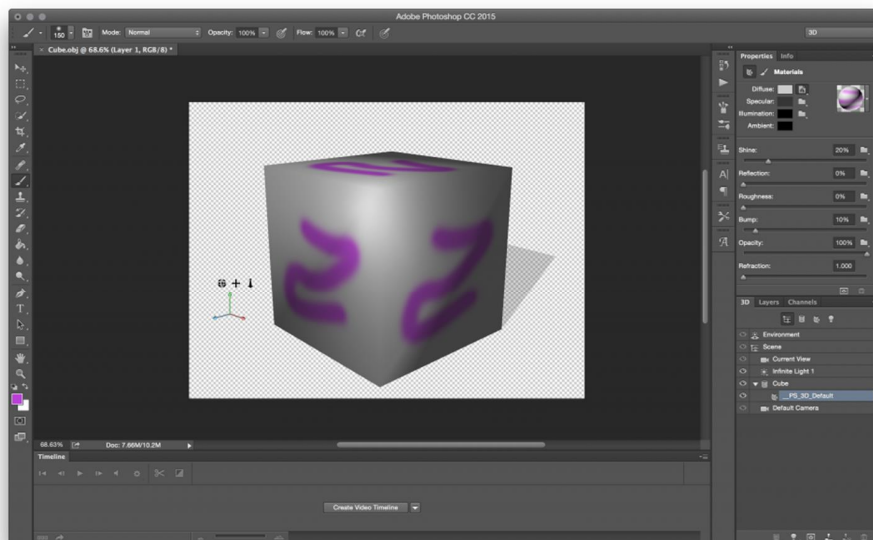 Adobe Photoshop CC 2015
150 Mode: Normal Opacity: 100% Flow: 100% 3D
Cube.obj @ 68.6% (Layer 1, RGB/8) *
Properties Info
Materials
Diffuse:
Specular:
Illumination:
Ambient:
Shine: 20%
Reflection: 0%
Roughness: 0%
Bump: 10%
Opacity: 100%
Refraction: 1.000
3D Layers Channels
Environment
Scene
Current View
Infinite Light 1
Cube
__PS_3D_Default
Default Camera
68.63% Doc: 7.66M/10.2M
Timeline
Create Video Timeline